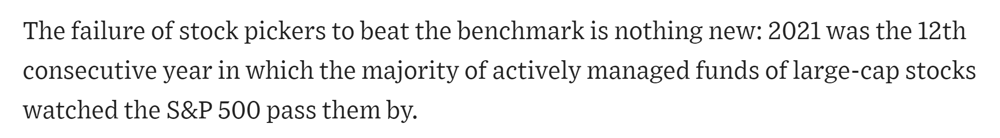 The failure of stock pickers to beat the benchmark is nothing new: 2021 was the 12th
consecutive year in which the majority of actively managed funds of large-cap stocks
watched the S&P 500 pass them by.